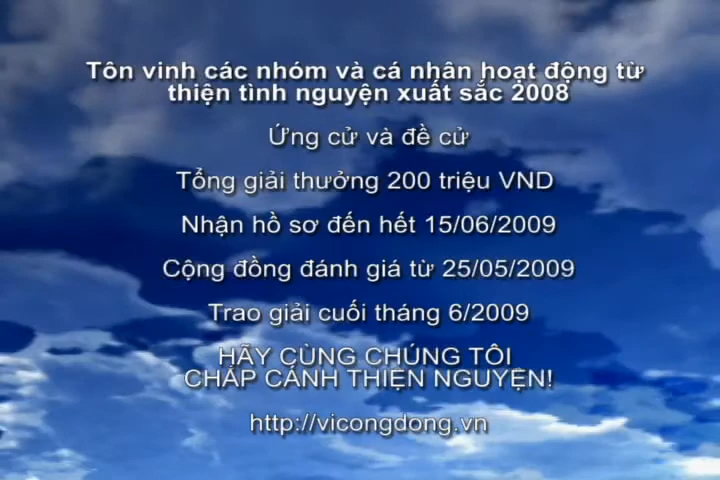 Tôn vinh các nhóm và cá nhân hoạt động từ
thiện tình nguyện xuất sắc 2008
Ứng cử và đề cử
Tổng giải thưởng 200 triệu VND
Nhận hồ sơ đến hết 15/06/2009
Cộng đồng đánh giá từ 25/05/2009
Trao giải cuối tháng 6/2009
HÃY CÙNG CHÚNG TÔI
CHẮP CÁNH THIỆN NGUYỆN!
http://vicongdong.vn